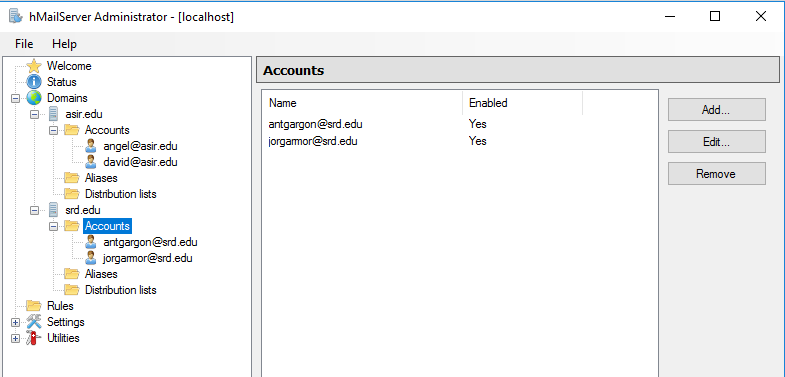 hMailServer Administrator - [localhost]
File Help
Welcome
Status
Domains
asir.edu
Accounts
angel@asir.edu
david@asir.edu
Aliases
Distribution lists
srd.edu
Accounts
antgargon@srd.edu
jorgarmor@srd.edu
Aliases
Distribution lists
Rules
Settings
Utilities
Accounts
Name Enabled
antgargon@srd.edu Yes
jorgarmor@srd.edu Yes
Add...
Edit...
Remove